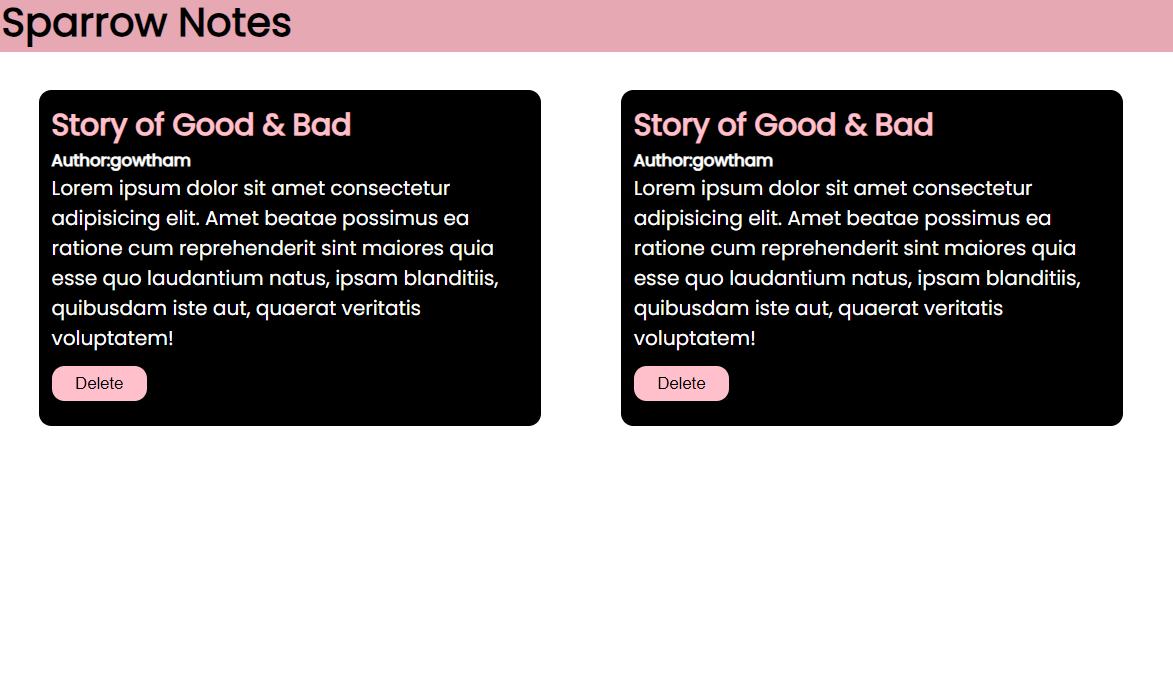 Sparrow Notes
Story of Good & Bad
Author:gowtham
Lorem ipsum dolor sit amet consectetur
adipisicing elit. Amet beatae possimus ea
ratione cum reprehenderit sint maiores quia
esse quo laudantium natus, ipsam blanditiis,
quibusdam iste aut, quaerat veritatis
voluptatem!
Delete
Story of Good & Bad
Author:gowtham
Lorem ipsum dolor sit amet consectetur
adipisicing elit. Amet beatae possimus ea
ratione cum reprehenderit sint maiores quia
esse quo laudantium natus, ipsam blanditiis,
quibusdam iste aut, quaerat veritatis
voluptatem!
Delete